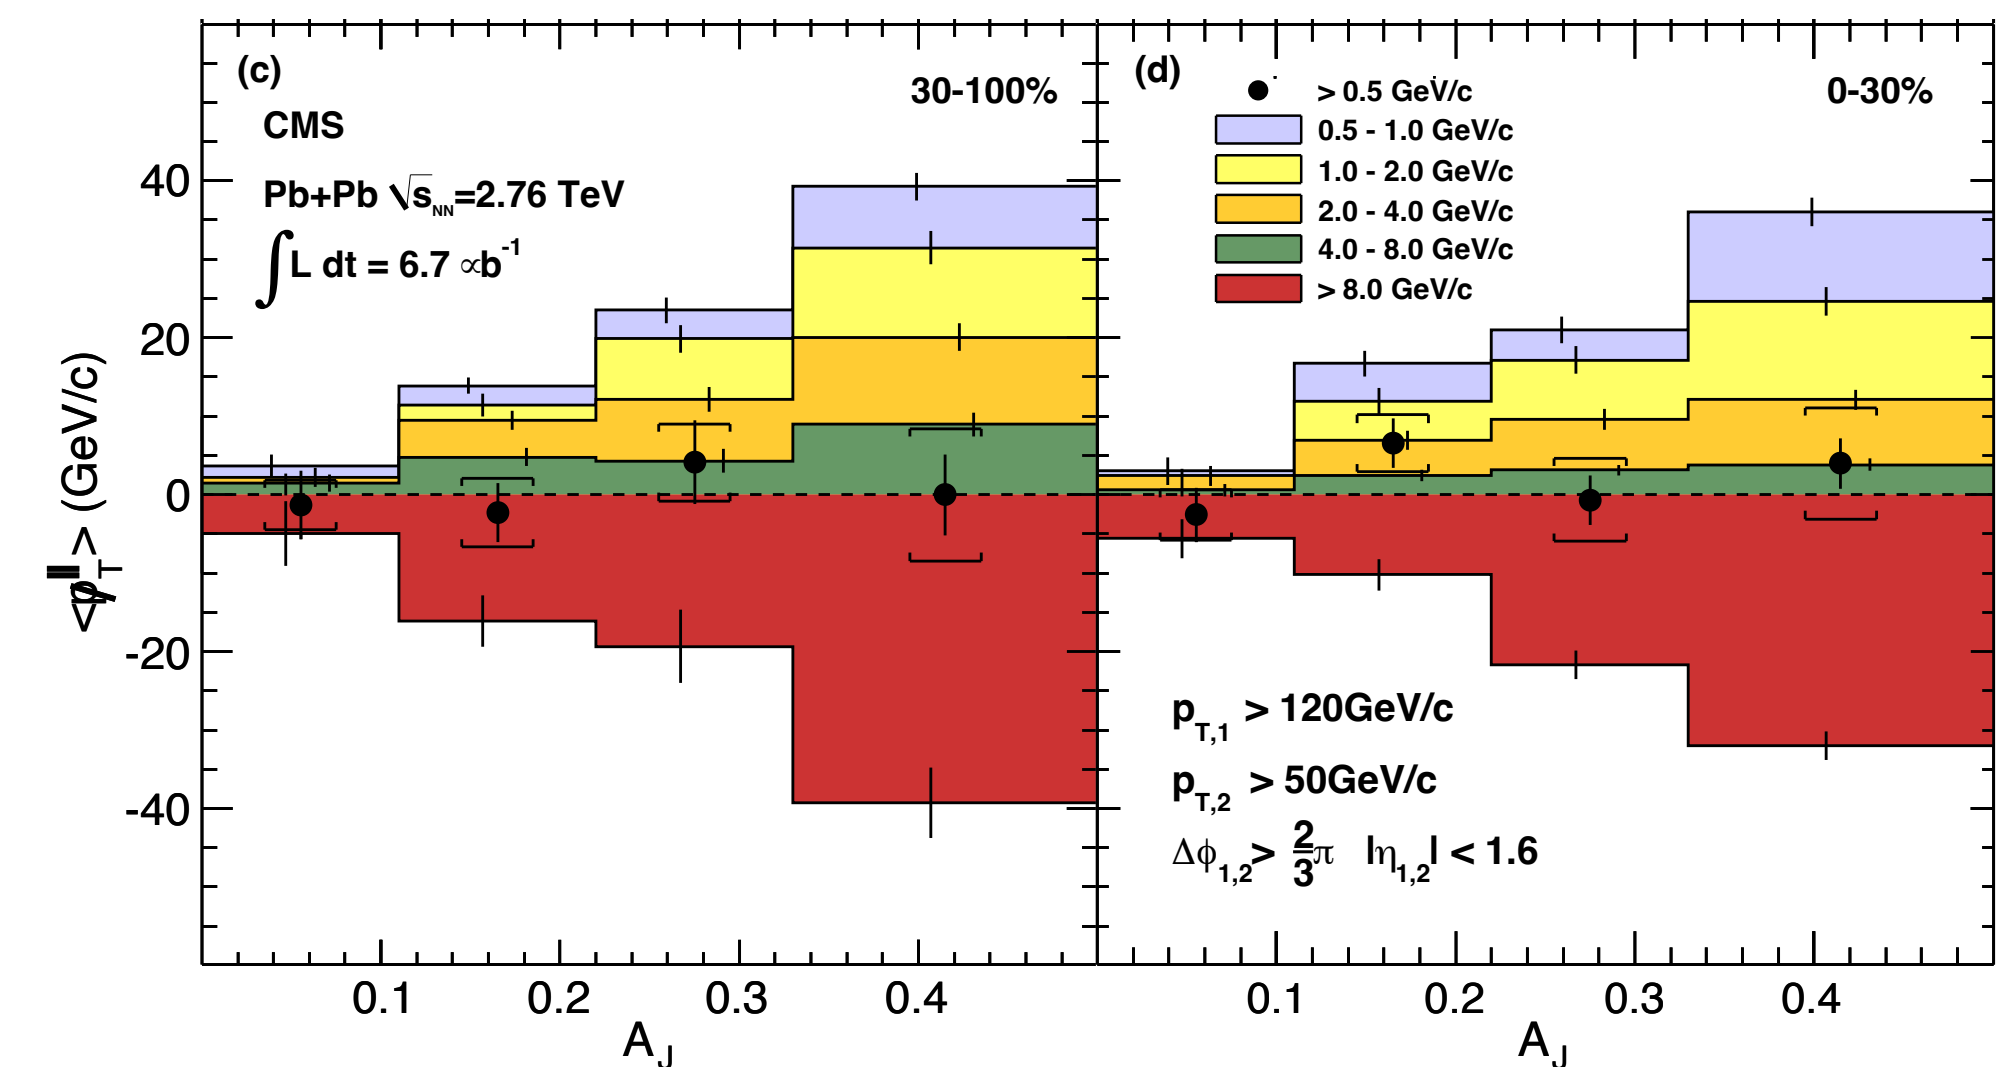 (c)
30-100%
CMS
Pb+Pb √s_NN=2.76 TeV
∫L dt = 6.7 ∝b^-1
40
20
0
-20
-40
0.1 0.2 0.3 0.4
A_J
(d)
0-30%
> 0.5 GeV/c
0.5 - 1.0 GeV/c
1.0 - 2.0 GeV/c
2.0 - 4.0 GeV/c
4.0 - 8.0 GeV/c
> 8.0 GeV/c
p_T,1 > 120GeV/c
p_T,2 > 50GeV/c
Δϕ_1,2> 2/3π |η_1,2| < 1.6
0.1 0.2 0.3 0.4
A_J
<p_T^||> (GeV/c)